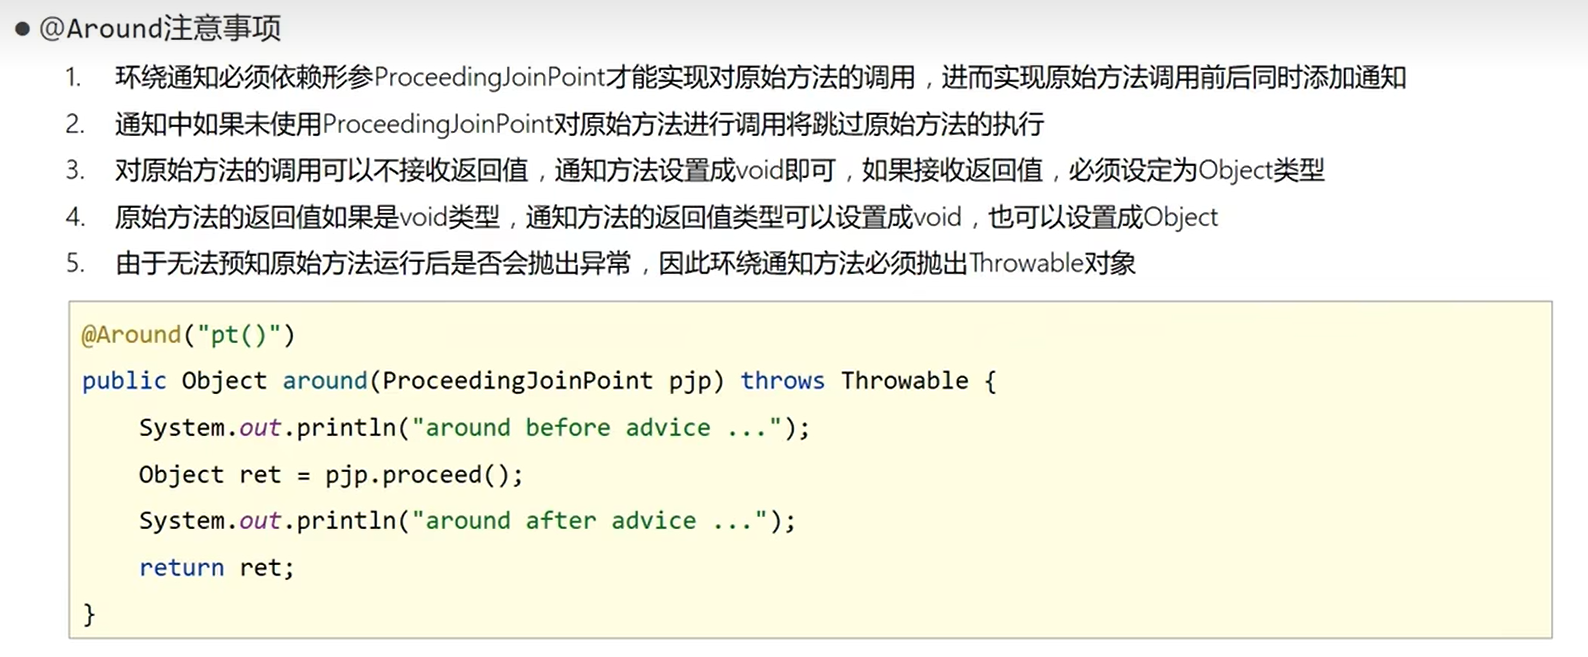 ● @Around注意事项
1. 环绕通知必须依赖形参ProceedingJoinPoint才能实现对原始方法的调用，进而实现原始方法调用前后同时添加通知
2. 通知中如果未使用ProceedingJoinPoint对原始方法进行调用将跳过原始方法的执行
3. 对原始方法的调用可以不接收返回值，通知方法设置成void即可，如果接收返回值，必须设定为Object类型
4. 原始方法的返回值如果是void类型，通知方法的返回值类型可以设置成void，也可以设置成Object
5. 由于无法预知原始方法运行后是否会抛出异常，因此环绕通知方法必须抛出Throwable对象
@Around("pt()")
public Object around(ProceedingJoinPoint pjp) throws Throwable {
    System.out.println("around before advice ...");
    Object ret = pjp.proceed();
    System.out.println("around after advice ...");
    return ret;
}